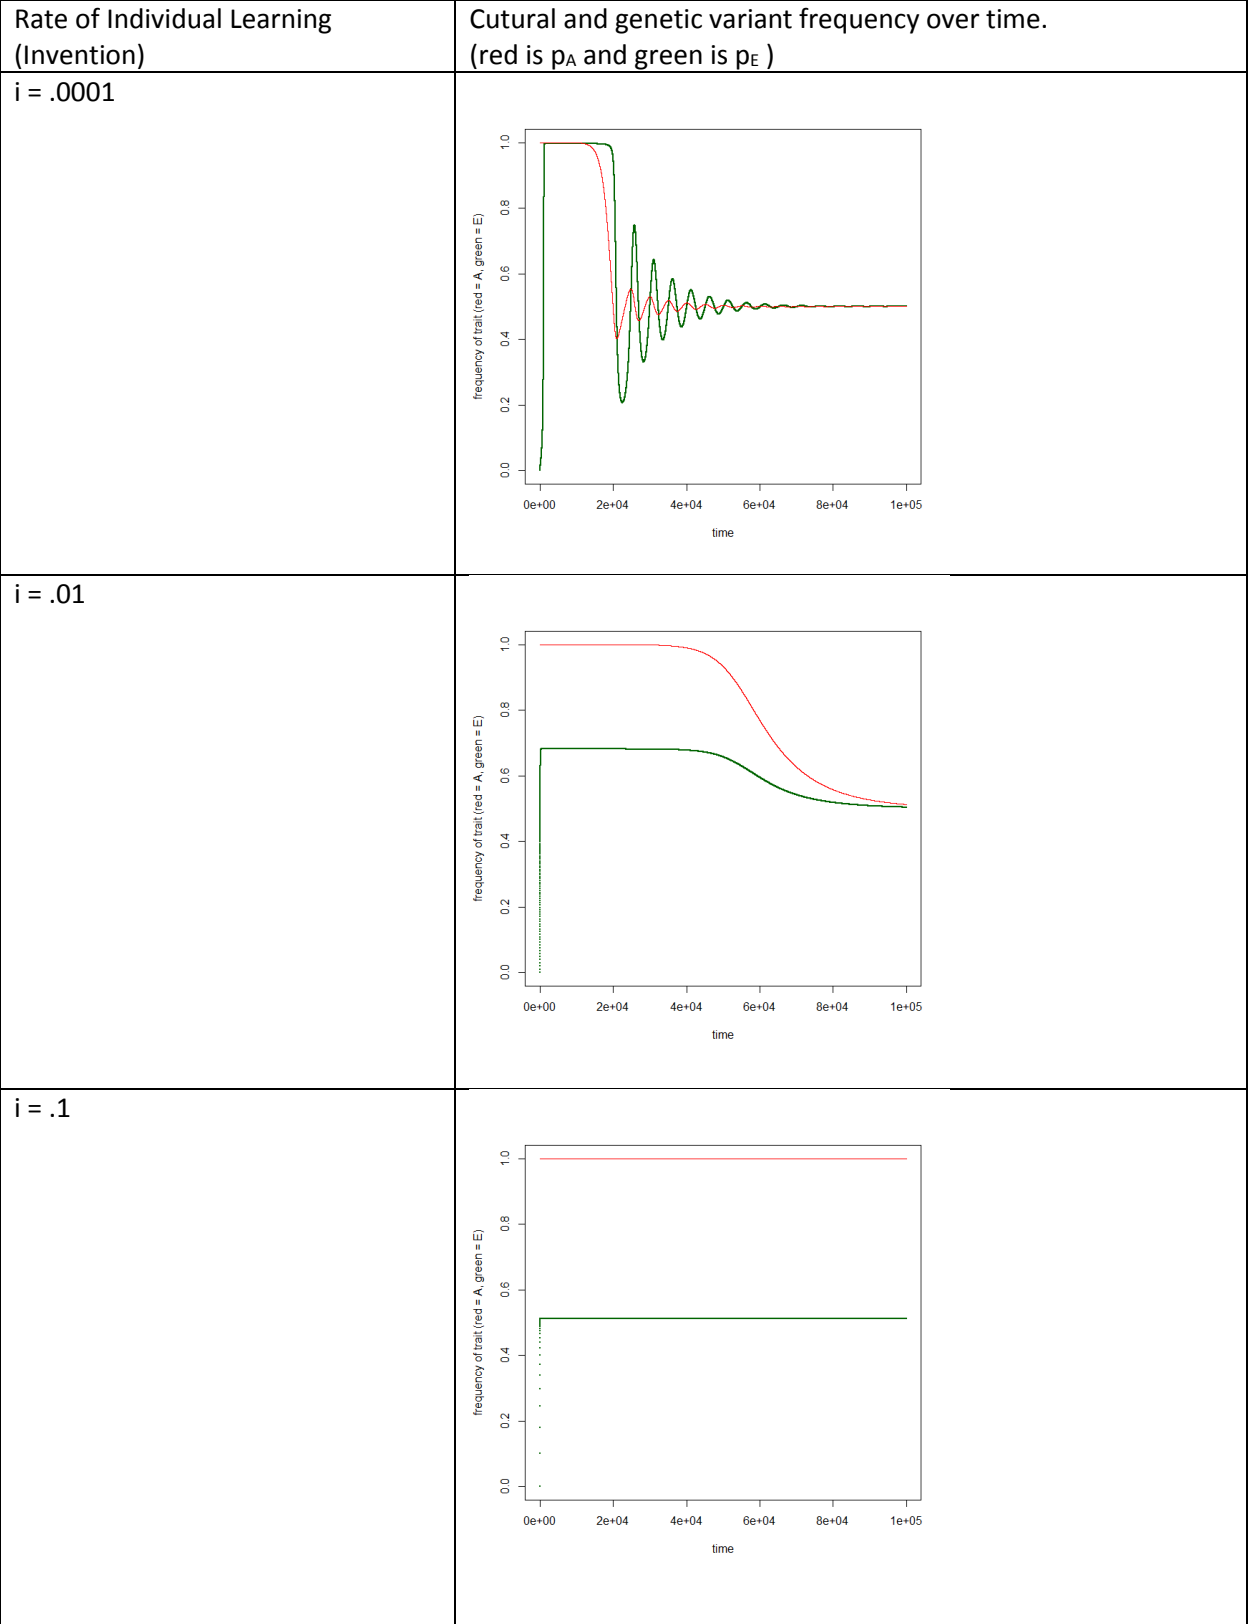 Rate of Individual Learning
(Invention)
Cutural and genetic variant frequency over time.
(red is pA and green is pE )
i = .0001
frequency of trait (red = A, green = E)
1.0
0.8
0.6
0.4
0.2
0.0
0e+00 2e+04 4e+04 6e+04 8e+04 1e+05
time
i = .01
frequency of trait (red = A, green = E)
1.0
0.8
0.6
0.4
0.2
0.0
0e+00 2e+04 4e+04 6e+04 8e+04 1e+05
time
i = .1
frequency of trait (red = A, green = E)
1.0
0.8
0.6
0.4
0.2
0.0
0e+00 2e+04 4e+04 6e+04 8e+04 1e+05
time